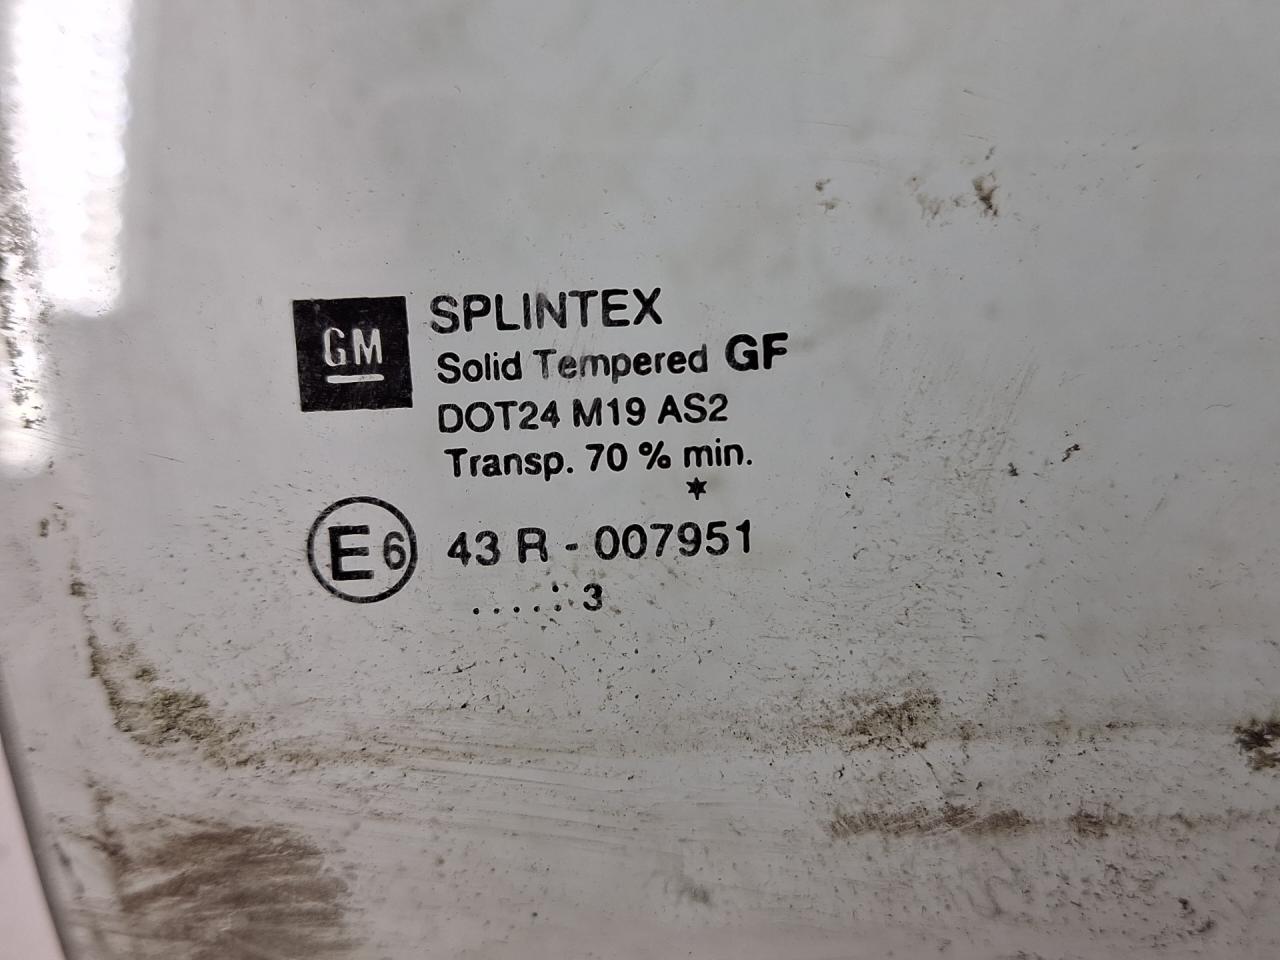 GM
SPLINTEX
Solid Tempered GF
DOT24 M19 AS2
Transp. 70 % min.
E6 43 R - 007951
.....: 3